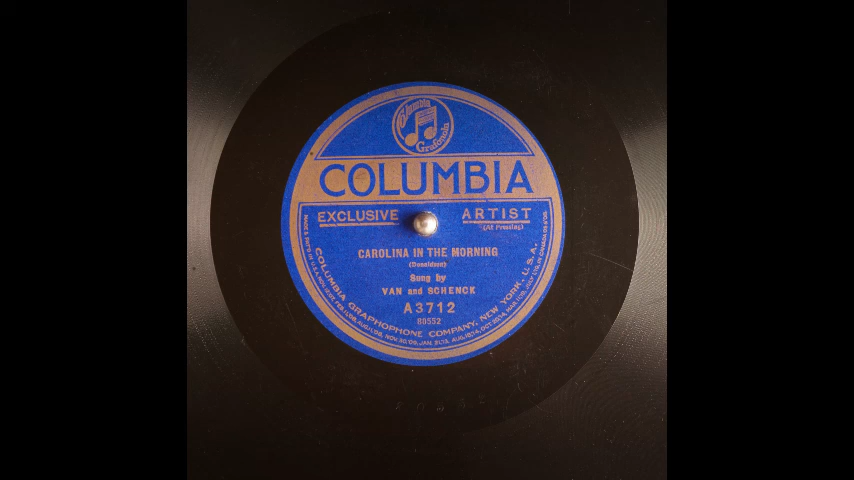 Columbia
Grafonola
COLUMBIA
EXCLUSIVE ARTIST
(At Pressing)
CAROLINA IN THE MORNING
(Donaldson)
Sung by
VAN and SCHENCK
A3712
80552
COLUMBIA GRAPHOPHONE COMPANY, NEW YORK, U.S.A.